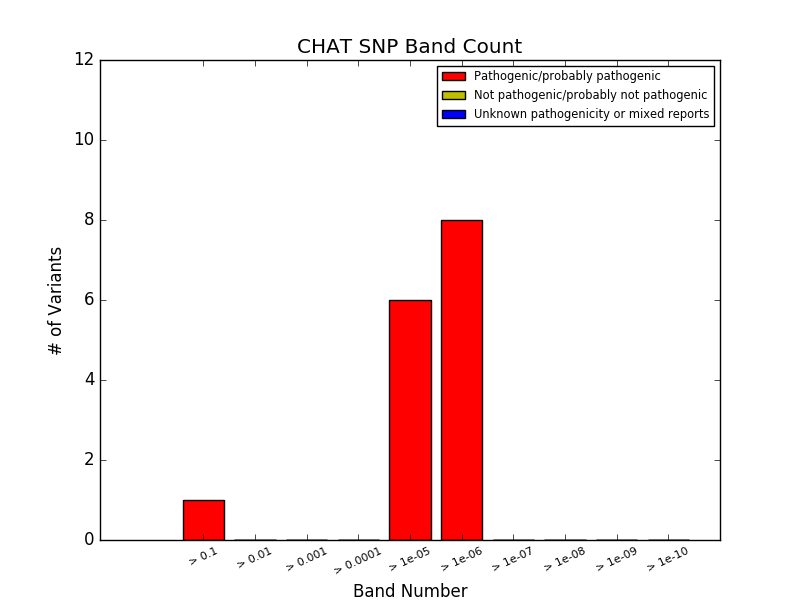 CHAT SNP Band Count
12
10
8
6
4
2
0
# of Variants
Pathogenic/probably pathogenic
Not pathogenic/probably not pathogenic
Unknown pathogenicity or mixed reports
> 0.1
> 0.01
> 0.001
> 0.0001
> 1e-05
> 1e-06
> 1e-07
> 1e-08
> 1e-09
> 1e-10
Band Number